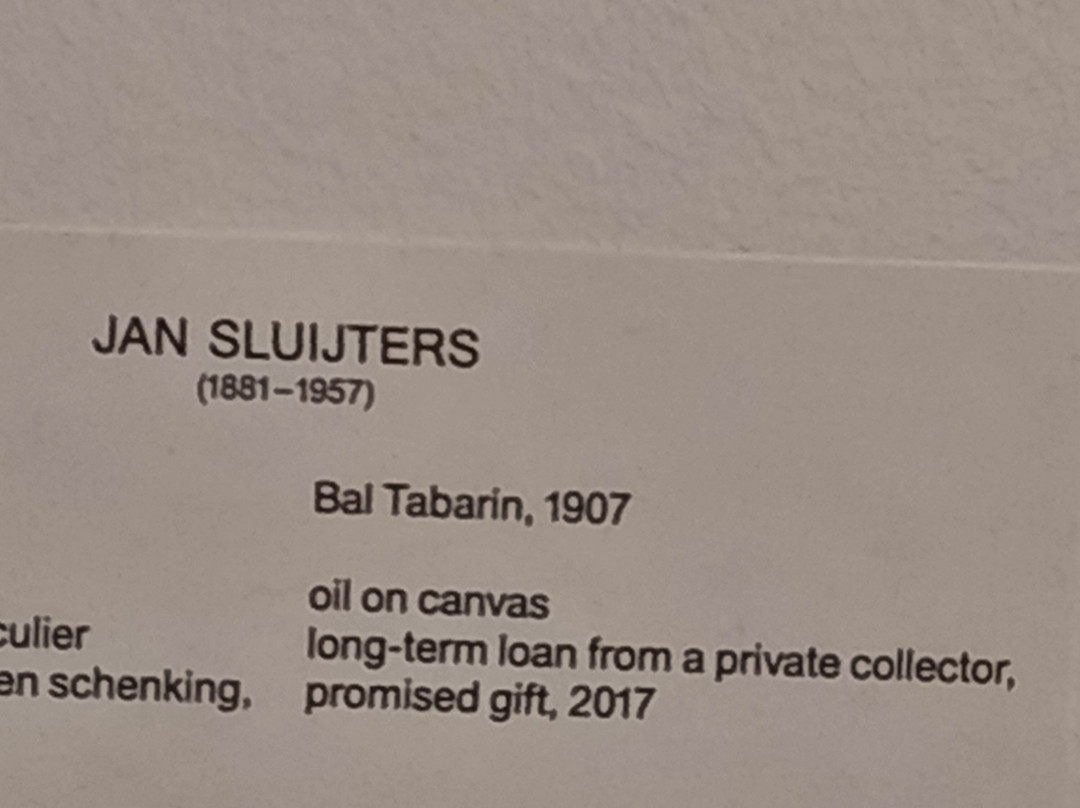 JAN SLUIJTERS
(1881–1957)
Bal Tabarin, 1907
oil on canvas
culier long-term loan from a private collector,
en schenking, promised gift, 2017